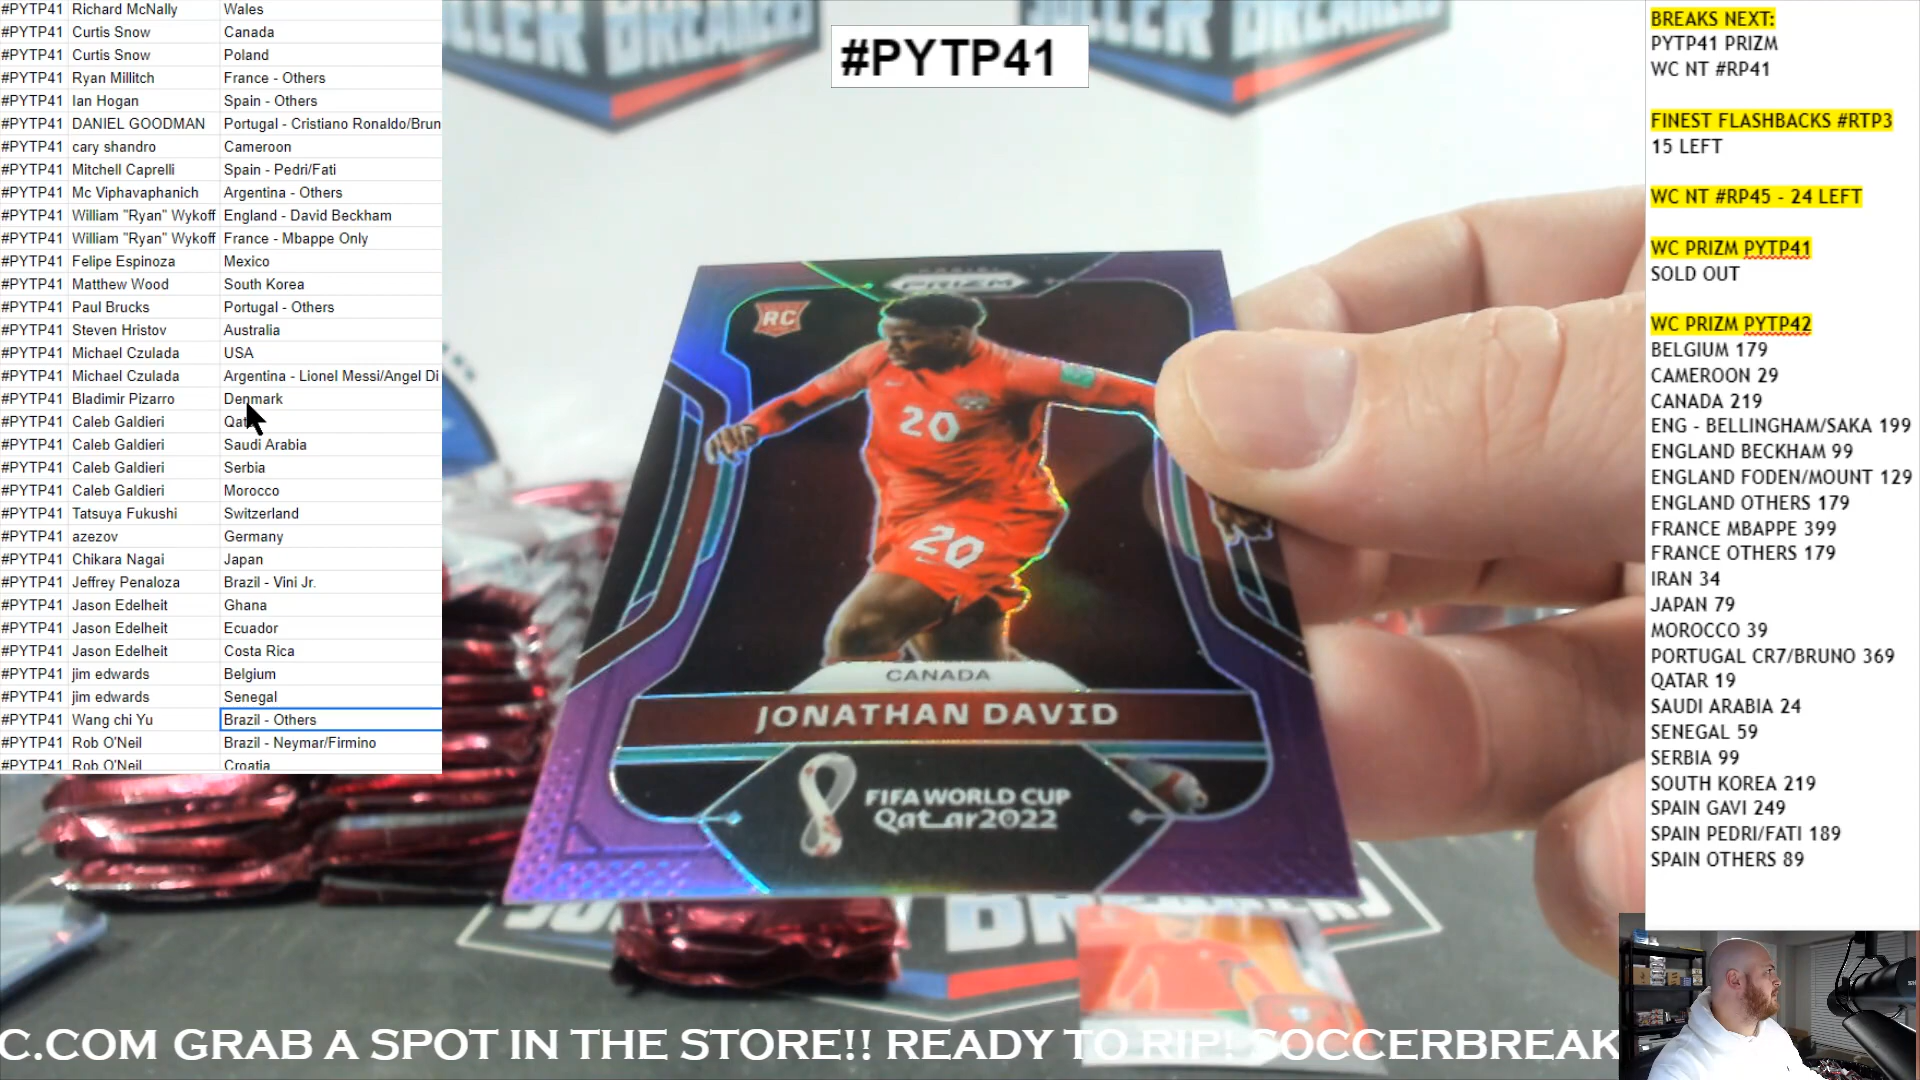 #PYTP41 Richard McNally Wales
#PYTP41 Curtis Snow Canada
#PYTP41 Curtis Snow Poland
#PYTP41 Ryan Millitch France - Others
#PYTP41 Ian Hogan Spain - Others
#PYTP41 DANIEL GOODMAN Portugal - Cristiano Ronaldo/Brun
#PYTP41 cary shandro Cameroon
#PYTP41 Mitchell Caprelli Spain - Pedri/Fati
#PYTP41 Mc Viphavaphanich Argentina - Others
#PYTP41 William "Ryan" Wykoff England - David Beckham
#PYTP41 William "Ryan" Wykoff France - Mbappe Only
#PYTP41 Felipe Espinoza Mexico
#PYTP41 Matthew Wood South Korea
#PYTP41 Paul Brucks Portugal - Others
#PYTP41 Steven Hristov Australia
#PYTP41 Michael Czulada USA
#PYTP41 Michael Czulada Argentina - Lionel Messi/Angel Di
#PYTP41 Bladimir Pizarro Denmark
#PYTP41 Caleb Galdieri
#PYTP41 Caleb Galdieri Saudi Arabia
#PYTP41 Caleb Galdieri Serbia
#PYTP41 Caleb Galdieri Morocco
#PYTP41 Tatsuya Fukushi Switzerland
#PYTP41 azezov Germany
#PYTP41 Chikara Nagai Japan
#PYTP41 Jeffrey Penaloza Brazil - Vini Jr.
#PYTP41 Jason Edelheit Ghana
#PYTP41 Jason Edelheit Ecuador
#PYTP41 Jason Edelheit Costa Rica
#PYTP41 jim edwards Belgium
#PYTP41 jim edwards Senegal
#PYTP41 Wang chi Yu Brazil - Others
#PYTP41 Rob O'Neil Brazil - Neymar/Firmino
#PYTP41 Rob O'Neil Croatia
SOCCER BREAKERS
#PYTP41
PRIZM
RC
20
20
CANADA
JONATHAN DAVID
FIFA WORLD CUP
Qatar2022
BREAKERS
BREAKS NEXT:
PYTP41 PRIZM
WC NT #RP41
FINEST FLASHBACKS #RTP3
15 LEFT
WC NT #RP45 - 24 LEFT
WC PRIZM PYTP41
SOLD OUT
WC PRIZM PYTP42
BELGIUM 179
CAMEROON 29
CANADA 219
ENG - BELLINGHAM/SAKA 199
ENGLAND BECKHAM 99
ENGLAND FODEN/MOUNT 129
ENGLAND OTHERS 179
FRANCE MBAPPE 399
FRANCE OTHERS 179
IRAN 34
JAPAN 79
MOROCCO 39
PORTUGAL CR7/BRUNO 369
QATAR 19
SAUDI ARABIA 24
SENEGAL 59
SERBIA 99
SOUTH KOREA 219
SPAIN GAVI 249
SPAIN PEDRI/FATI 189
SPAIN OTHERS 89
C.COM GRAB A SPOT IN THE STORE!! READY TO RIP! SOCCERBREAK